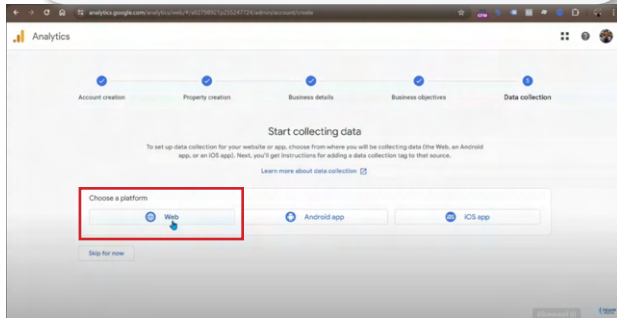 analytics.google.com/analytics/web/
Analytics
Account creation
Property creation
Business details
Business objectives
5
Data collection
Start collecting data
To set up data collection for your website or app, choose from where you will be collecting data (the Web, an Android
app, or an iOS app). Next, you'll get instructions for adding a data collection tag to that source.
Learn more about data collection
Choose a platform
Web
Android app
iOS
iOS app
Skip for now